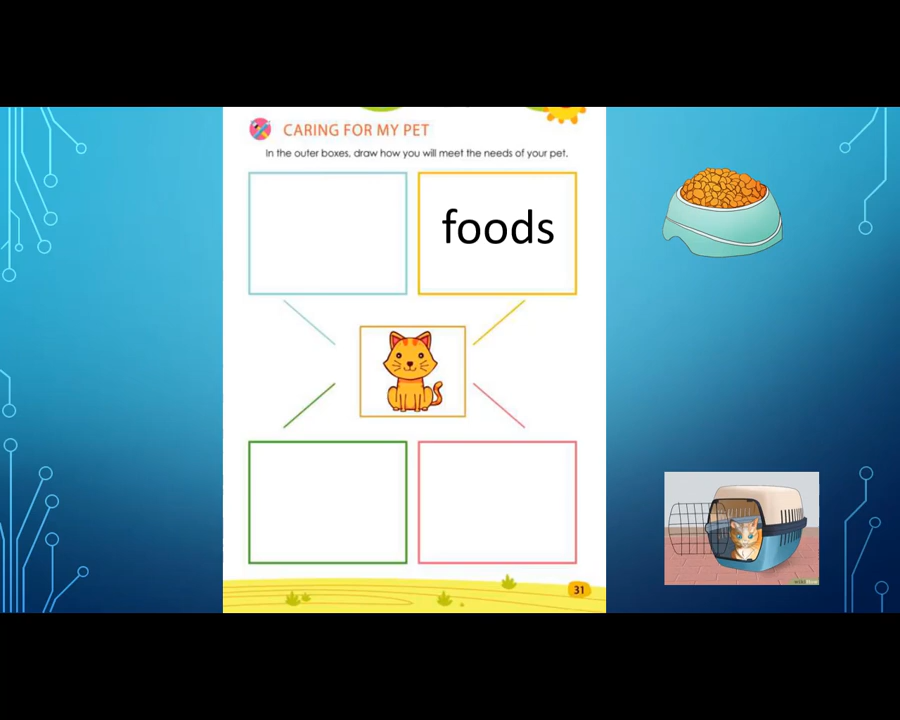 CARING FOR MY PET
In the outer boxes, draw how you will meet the needs of your pet.
foods
31